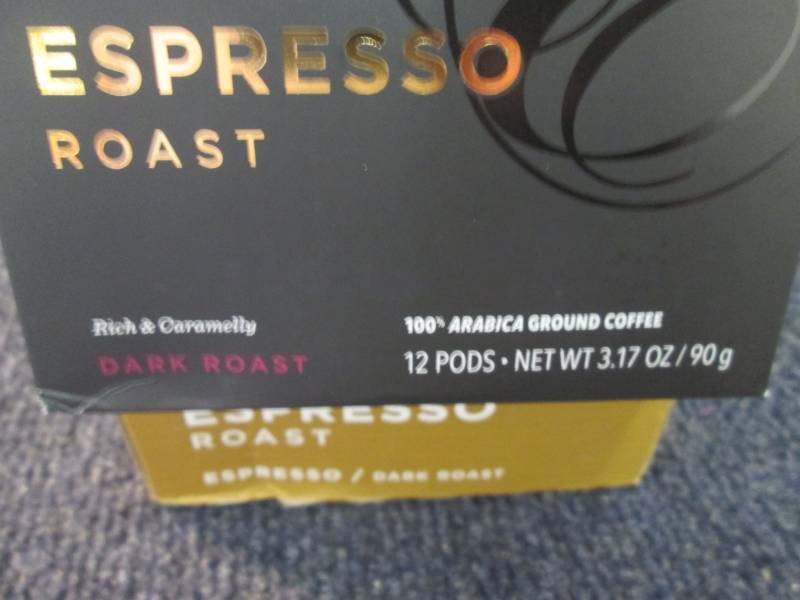 ESPRESSO
ROAST
Rich & Caramelly
DARK ROAST
100% ARABICA GROUND COFFEE
12 PODS • NET WT 3.17 OZ / 90 g
ESPRESSO
ROAST
ESPRESSO / DARK ROAST